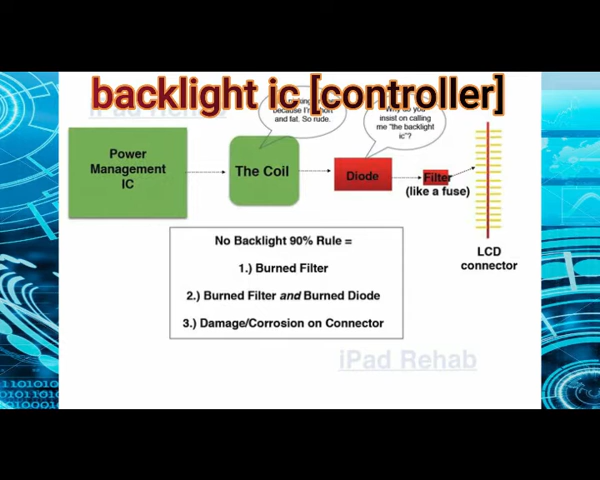 backlight ic [controller]
because I'm short
and fat. So rude.
Why do you
insist on calling
me "the backlight
ic"?
Power
Management
IC
The Coil
Diode
Filter
(like a fuse)
LCD
connector
No Backlight 90% Rule =
1.) Burned Filter
2.) Burned Filter and Burned Diode
3.) Damage/Corrosion on Connector
iPad Rehab
iPad Rehab